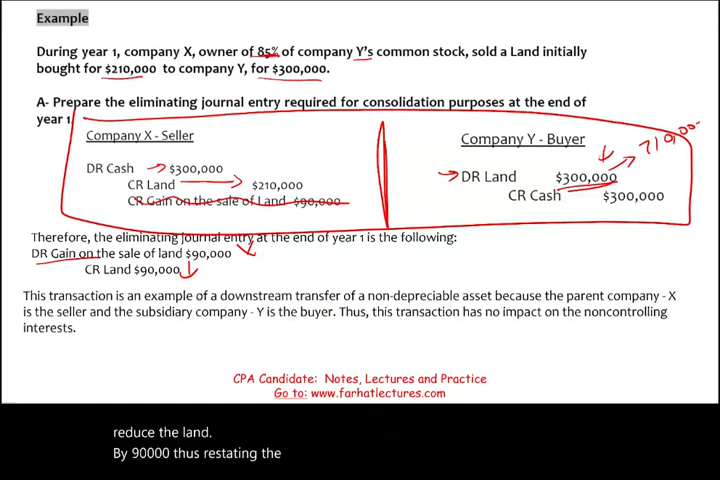 Example
During year 1, company X, owner of 85% of company Y's common stock, sold a Land initially
bought for $210,000 to company Y, for $300,000.
A- Prepare the eliminating journal entry required for consolidation purposes at the end of
year 1.
Company X - Seller
DR Cash $300,000
CR Land $210,000
CR Gain on the sale of Land $90,000
Company Y - Buyer
210,00
DR Land $300,000
CR Cash $300,000
Therefore, the eliminating journal entry at the end of year 1 is the following:
DR Gain on the sale of land $90,000
CR Land $90,000
This transaction is an example of a downstream transfer of a non-depreciable asset because the parent company - X
is the seller and the subsidiary company - Y is the buyer. Thus, this transaction has no impact on the noncontrolling
interests.
CPA Candidate: Notes, Lectures and Practice
Go to: www.farhatlectures.com
reduce the land.
By 90000 thus restating the